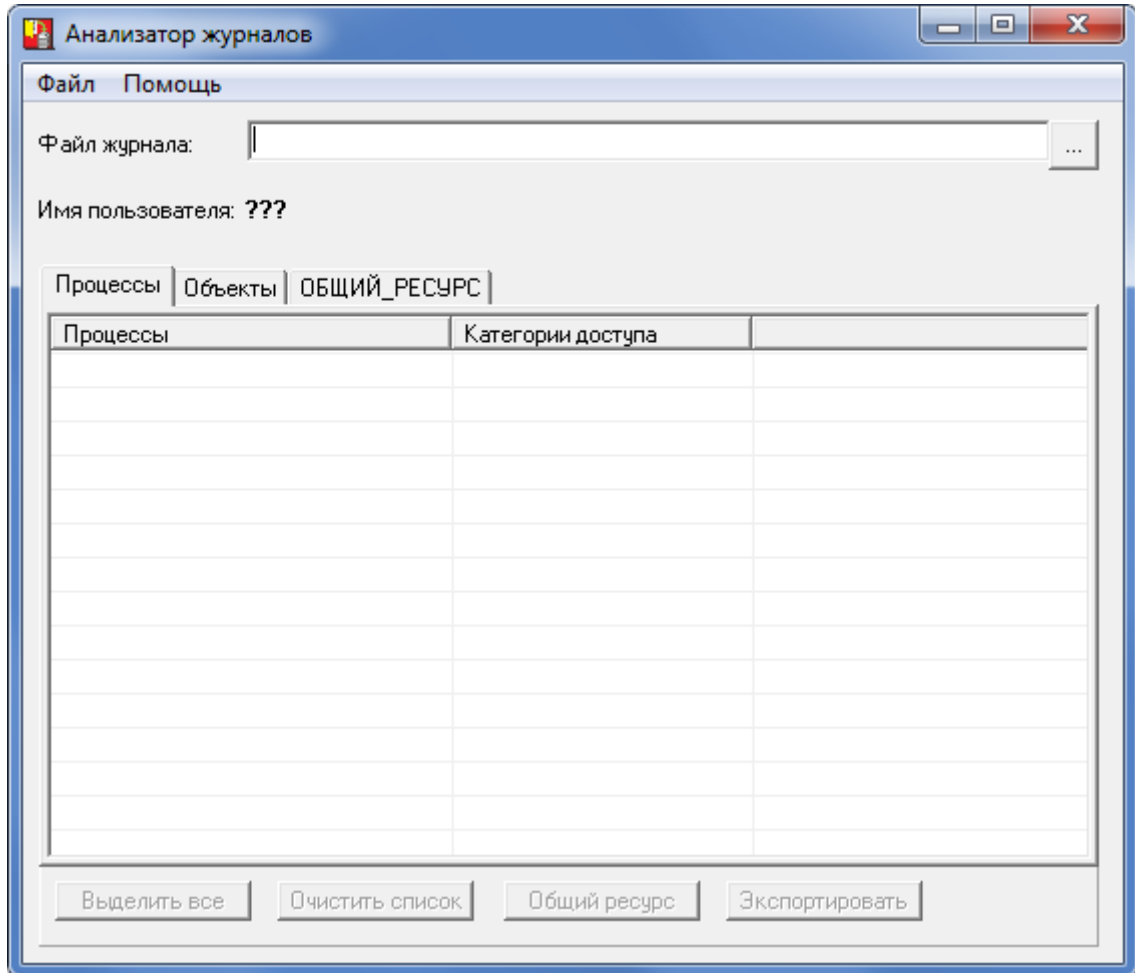 Анализатор журналов
Файл Помощь
Файл журнала: ...
Имя пользователя: ???
Процессы Объекты ОБЩИЙ_РЕСУРС
Процессы Категории доступа
Выделить все Очистить список Общий ресурс Экспортировать